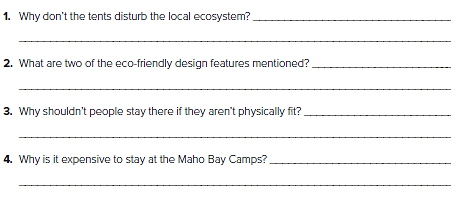 1. Why don't the tents disturb the local ecosystem?
2. What are two of the eco-friendly design features mentioned?
3. Why shouldn't people stay there if they aren't physically fit?
4. Why is it expensive to stay at the Maho Bay Camps?